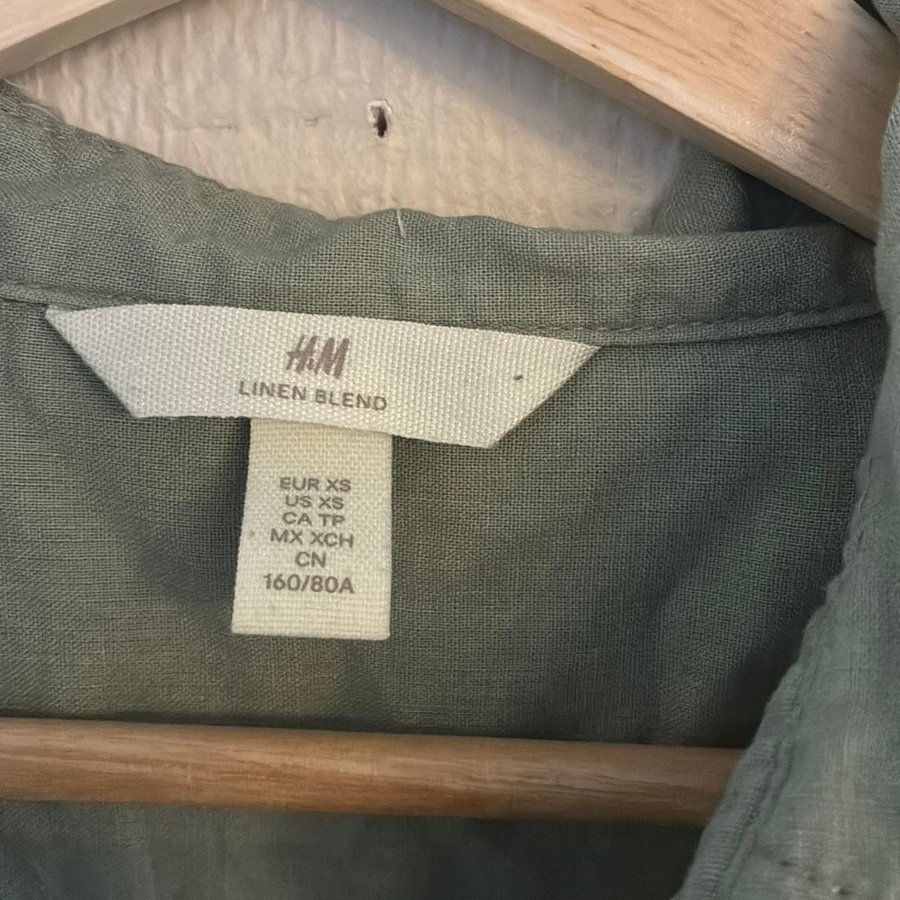 H&M
LINEN BLEND
EUR XS
US XS
CA TP
MX XCH
CN
160/80A